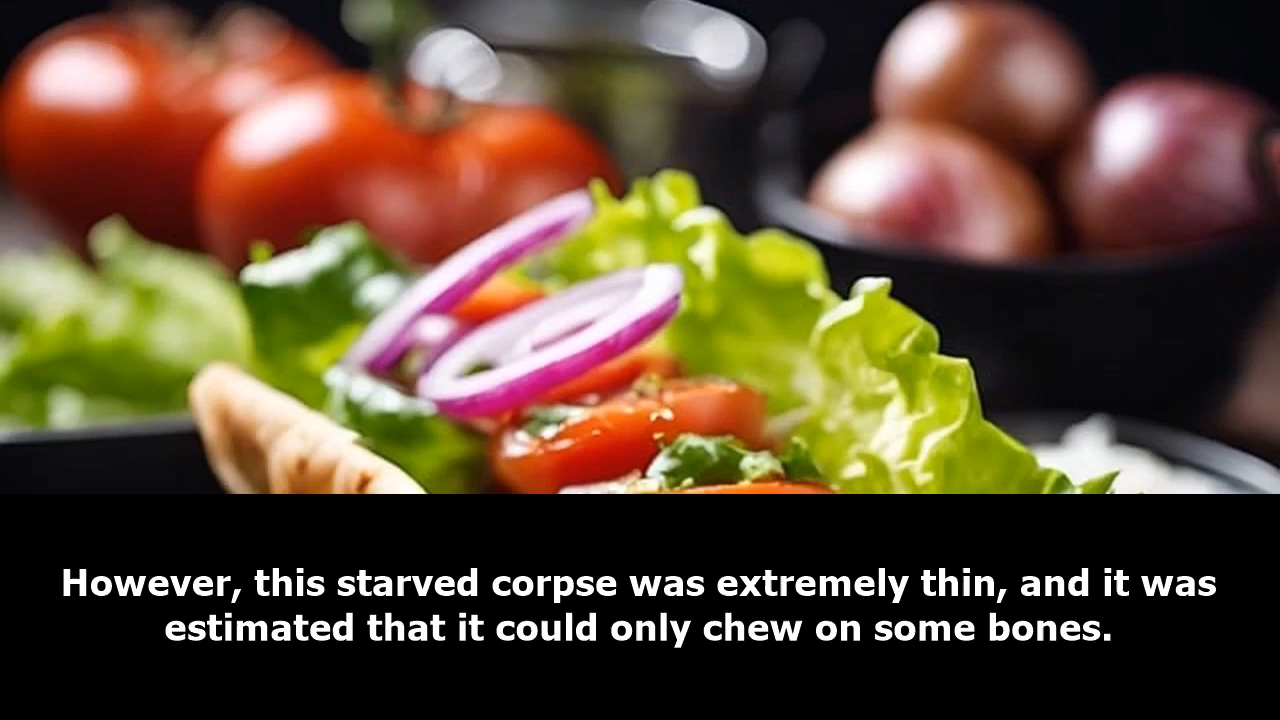 However, this starved corpse was extremely thin, and it was
estimated that it could only chew on some bones.